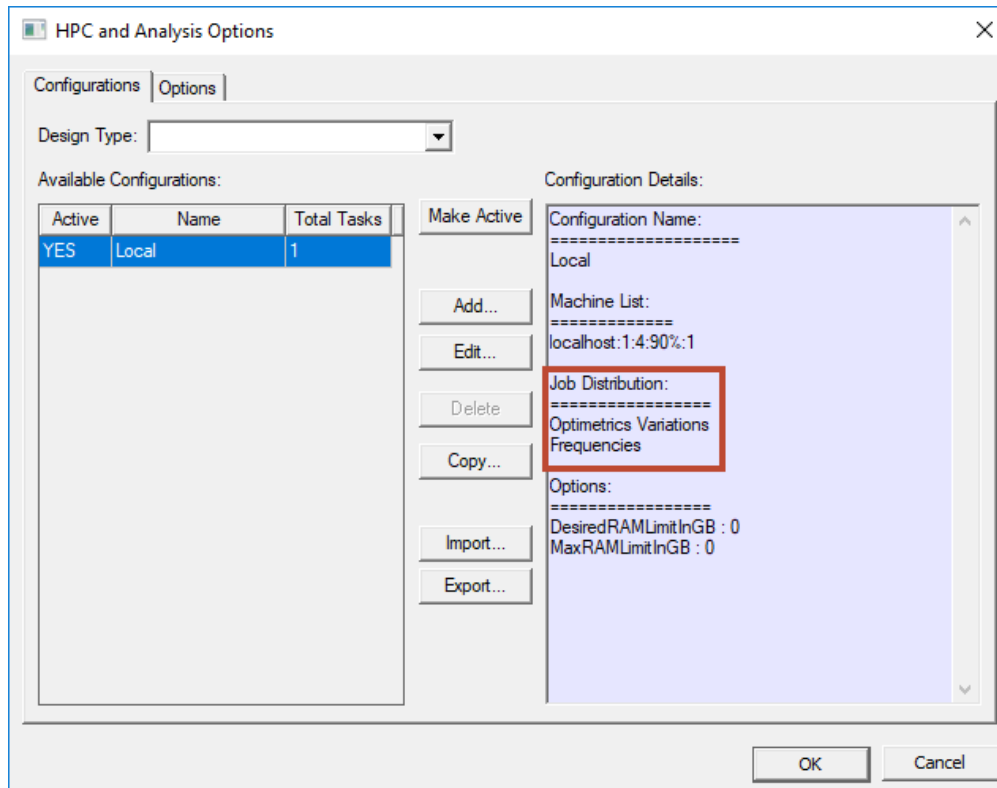 HPC and Analysis Options
Configurations
Options
Design Type:
Available Configurations:
Active Name Total Tasks
YES Local 1
Make Active
Add...
Edit...
Delete
Copy...
Import...
Export...
Configuration Details:
Configuration Name:
====================
Local
Machine List:
=============
localhost:1:4:90%:1
Job Distribution:
=================
Optimetrics Variations
Frequencies
Options:
=================
DesiredRAMLimitInGB : 0
MaxRAMLimitInGB : 0
OK
Cancel